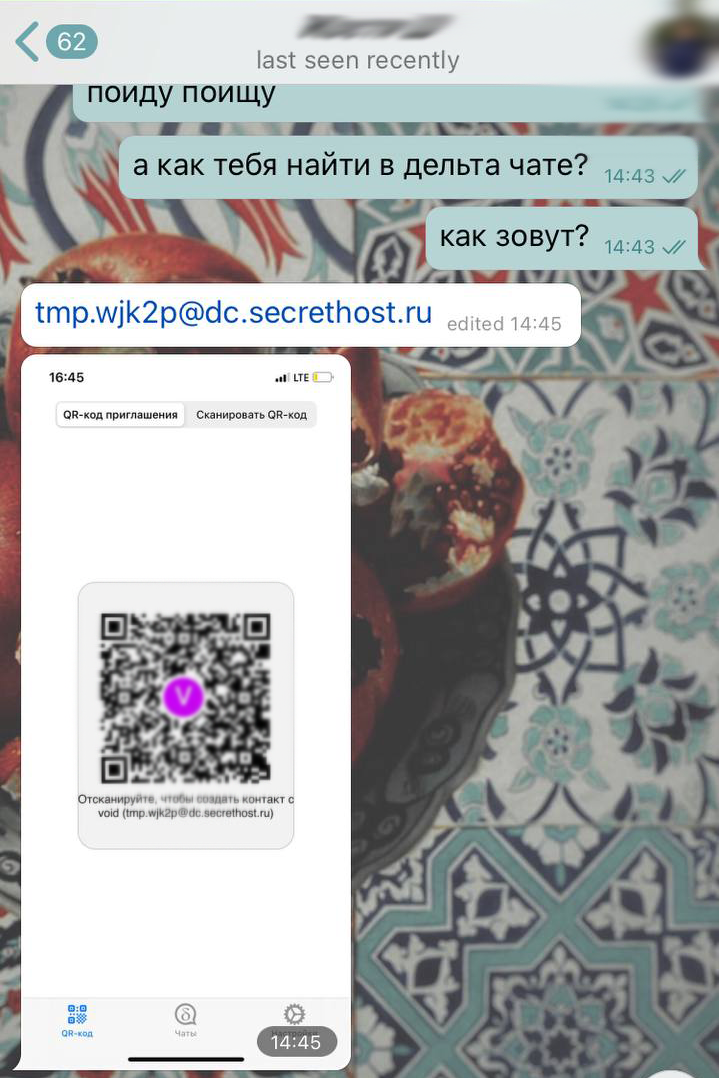 62
last seen recently
пойду поищу
а как тебя найти в дельта чате? 14:43
как зовут? 14:43
tmp.wjk2p@dc.secrethost.ru edited 14:45
16:45 LTE
QR-код приглашения Сканировать QR-код
V
Отсканируйте, чтобы создать контакт с
void (tmp.wjk2p@dc.secrethost.ru)
QR-код Чаты Настройки
14:45